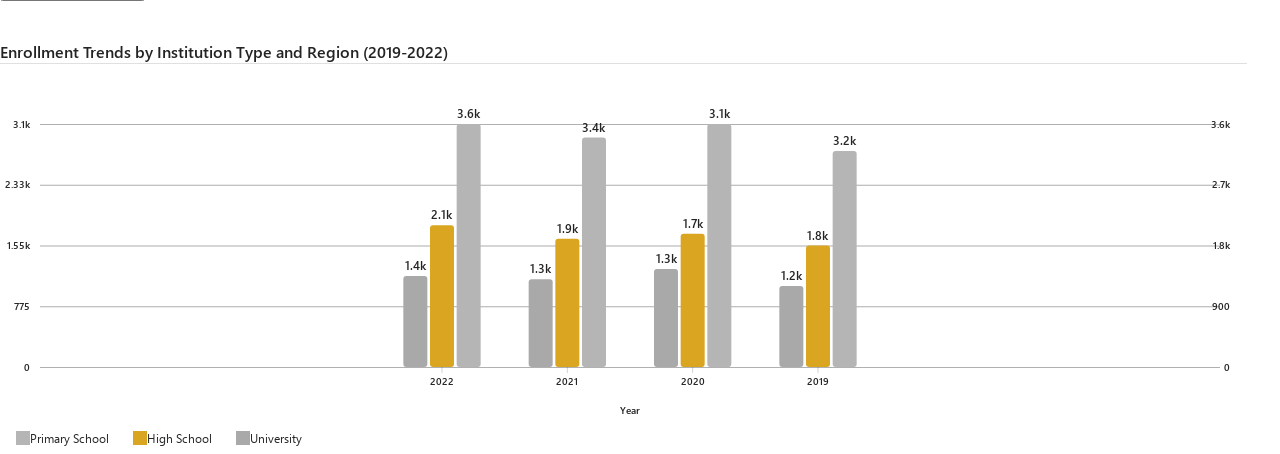 Enrollment Trends by Institution Type and Region (2019-2022)
3.6k
3.1k
3.4k
3.2k
3.1k
3.6k
2.33k
2.7k
2.1k
1.9k
1.7k
1.8k
1.55k
1.8k
1.4k
1.3k
1.3k
1.2k
775
900
0
0
2022
2021
2020
2019
Year
Primary School
High School
University